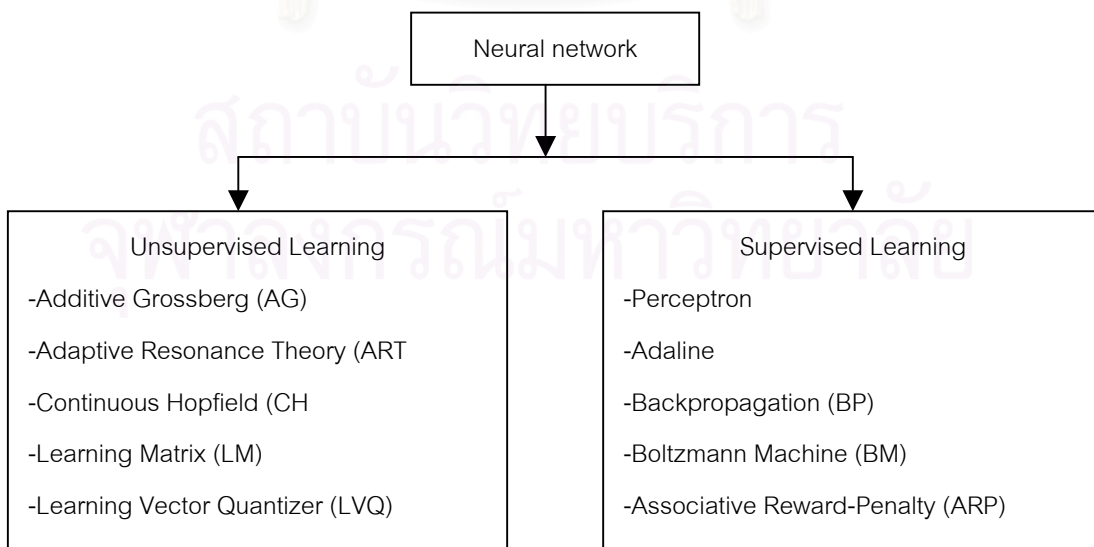 Neural network
สถาบันวิทยบริการ
จุฬาลงกรณ์มหาวิทยาลัย
Unsupervised Learning
-Additive Grossberg (AG)
-Adaptive Resonance Theory (ART
-Continuous Hopfield (CH
-Learning Matrix (LM)
-Learning Vector Quantizer (LVQ)
Supervised Learning
-Perceptron
-Adaline
-Backpropagation (BP)
-Boltzmann Machine (BM)
-Associative Reward-Penalty (ARP)